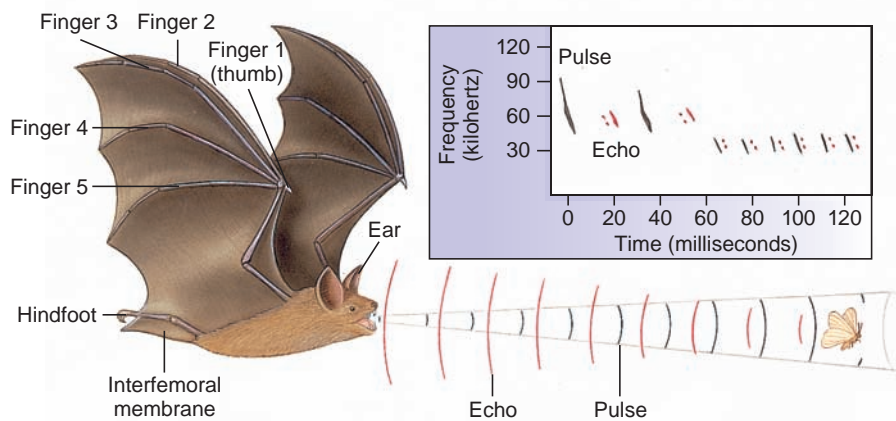 Finger 3
Finger 2
Finger 1
(thumb)
Finger 4
Finger 5
Ear
Hindfoot
Interfemoral
membrane
Echo
Pulse
Frequency
(kilohertz)
120
90
60
30
Pulse
Echo
0 20 40 60 80 100 120
Time (milliseconds)